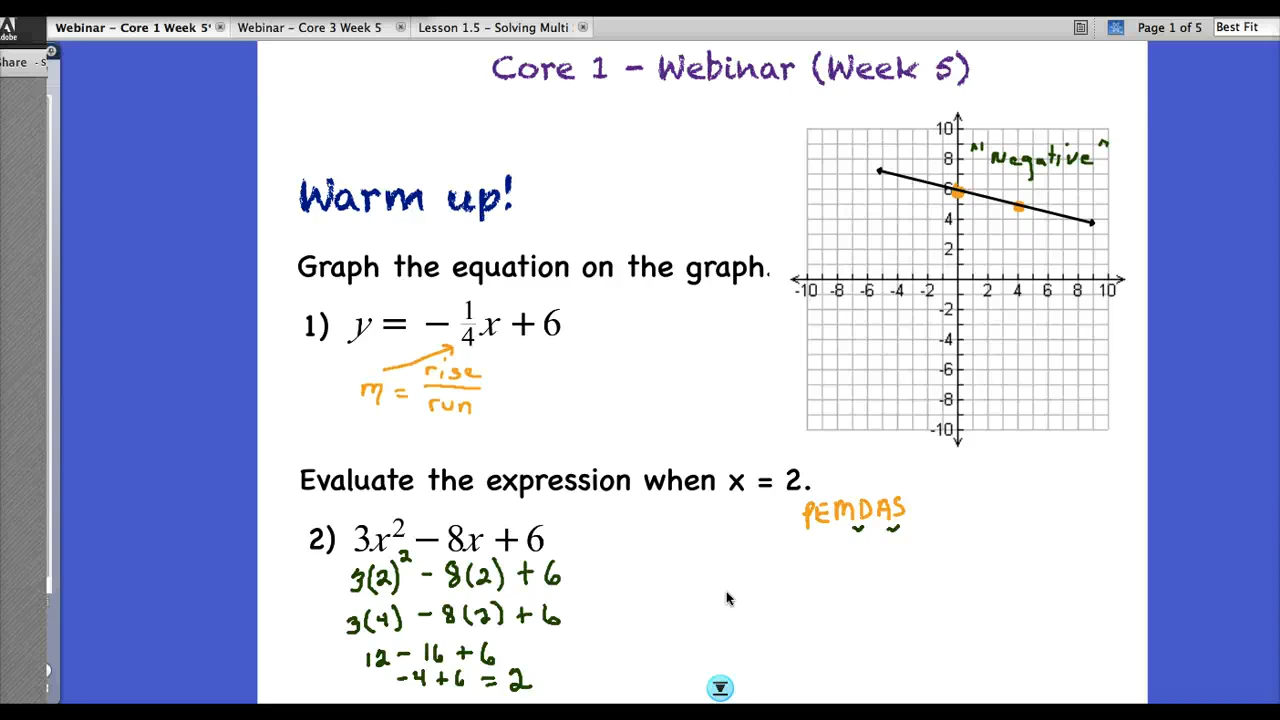 Webinar – Core 1 Week 5 Webinar – Core 3 Week 5 Lesson 1.5 - Solving Multi Page 1 of 5 Best Fit
Share
Core 1 – Webinar (Week 5)
Warm up!
Graph the equation on the graph.
1) y = − 1/4 x + 6
m = rise/run
10
8
6
4
2
-10 -8 -6 -4 -2 2 4 6 8 10
-2
-4
-6
-8
-10
"Negative"
Evaluate the expression when x = 2.
PEMDAS
2) 3x² − 8x + 6
3(2)² - 8(2) + 6
3(4) - 8(2) + 6
12 - 16 + 6
-4 + 6 = 2